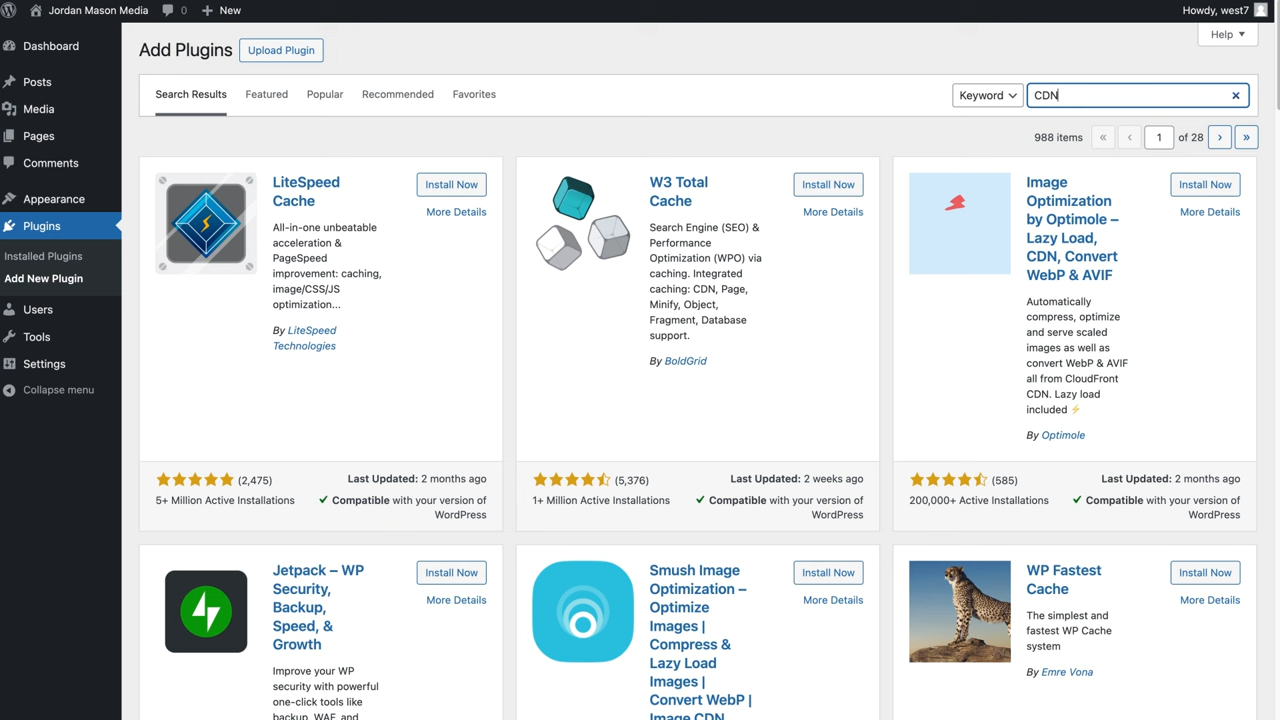 Jordan Mason Media 0 New Howdy, west7
Dashboard
Posts
Media
Pages
Comments
Appearance
Plugins
Installed Plugins
Add New Plugin
Users
Tools
Settings
Collapse menu
Help ▼
Add Plugins Upload Plugin
Search Results Featured Popular Recommended Favorites Keyword CDN ×
988 items « ‹ 1 of 28 › »
LiteSpeed
Cache
Install Now
More Details
All-in-one unbeatable
acceleration &
PageSpeed
improvement: caching,
image/CSS/JS
optimization...
By LiteSpeed
Technologies
(2,475)
5+ Million Active Installations
Last Updated: 2 months ago
✔ Compatible with your version of
WordPress
W3 Total
Cache
Install Now
More Details
Search Engine (SEO) &
Performance
Optimization (WPO) via
caching. Integrated
caching: CDN, Page,
Minify, Object,
Fragment, Database
support.
By BoldGrid
(5,376)
1+ Million Active Installations
Last Updated: 2 weeks ago
✔ Compatible with your version of
WordPress
Image
Optimization
by Optimole –
Lazy Load,
CDN, Convert
WebP & AVIF
Install Now
More Details
Automatically
compress, optimize
and serve scaled
images as well as
convert WebP & AVIF
all from CloudFront
CDN. Lazy load
included ⚡
By Optimole
(585)
200,000+ Active Installations
Last Updated: 2 months ago
✔ Compatible with your version of
WordPress
Jetpack – WP
Security,
Backup,
Speed, &
Growth
Install Now
More Details
Improve your WP
security with powerful
one-click tools like
backup, WAF, and
Smush Image
Optimization –
Optimize
Images |
Compress &
Lazy Load
Images |
Convert WebP |
Image CDN
Install Now
More Details
WP Fastest
Cache
Install Now
More Details
The simplest and
fastest WP Cache
system
By Emre Vona